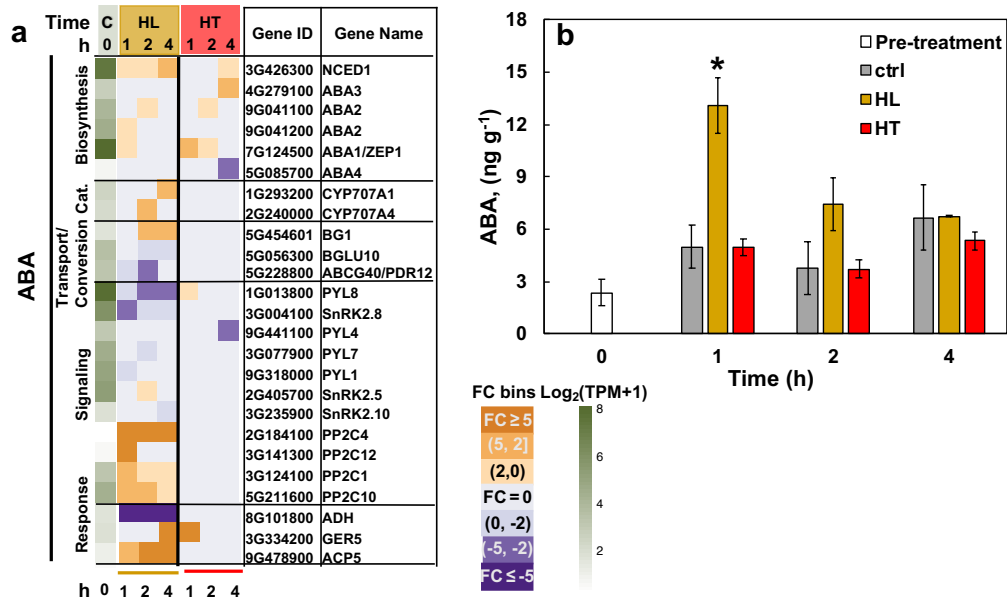 a
Time C HL HT Gene ID Gene Name
h 0 1 2 4 1 2 4
ABA
Biosynthesis
3G426300 NCED1
4G279100 ABA3
9G041100 ABA2
9G041200 ABA2
7G124500 ABA1/ZEP1
5G085700 ABA4
Cat.
1G293200 CYP707A1
2G240000 CYP707A4
Transport/
Conversion
5G454601 BG1
5G056300 BGLU10
5G228800 ABCG40/PDR12
Signaling
1G013800 PYL8
3G004100 SnRK2.8
9G441100 PYL4
3G077900 PYL7
9G318000 PYL1
2G405700 SnRK2.5
3G235900 SnRK2.10
2G184100 PP2C4
3G141300 PP2C12
3G124100 PP2C1
5G211600 PP2C10
Response
8G101800 ADH
3G334200 GER5
9G478900 ACP5
h 0 1 2 4 1 2 4
b
ABA, (ng g-1)
18
15
12
9
6
3
0
*
Pre-treatment
ctrl
HL
HT
0 1 2 4
Time (h)
FC bins Log2(TPM+1)
FC ≥ 5
(5, 2]
(2,0)
FC = 0
(0, -2)
(-5, -2)
FC ≤ -5
8
6
4
2